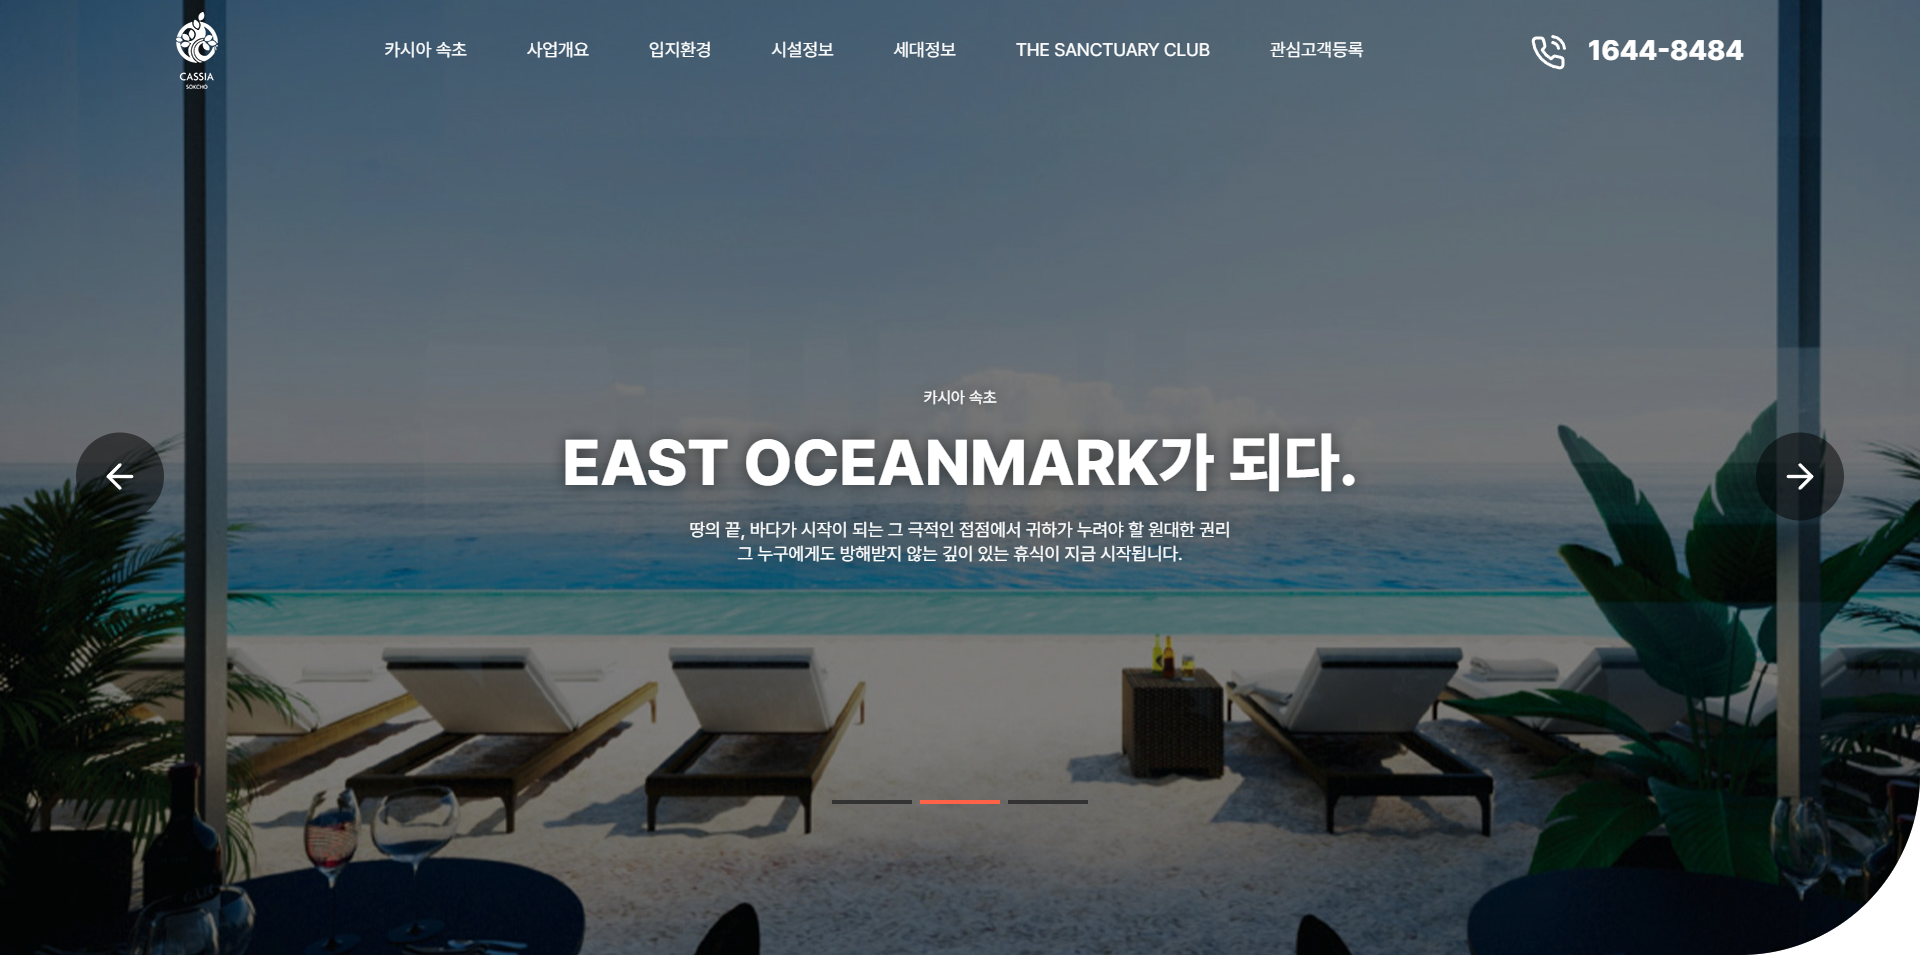 CASSIA
SOKCHO
카시아 속초
사업개요
입지환경
시설정보
세대정보
THE SANCTUARY CLUB
관심고객등록
1644-8484
카시아 속초
EAST OCEANMARK가 되다.
땅의 끝, 바다가 시작이 되는 그 극적인 접점에서 귀하가 누려야 할 원대한 권리
그 누구에게도 방해받지 않는 깊이 있는 휴식이 지금 시작됩니다.